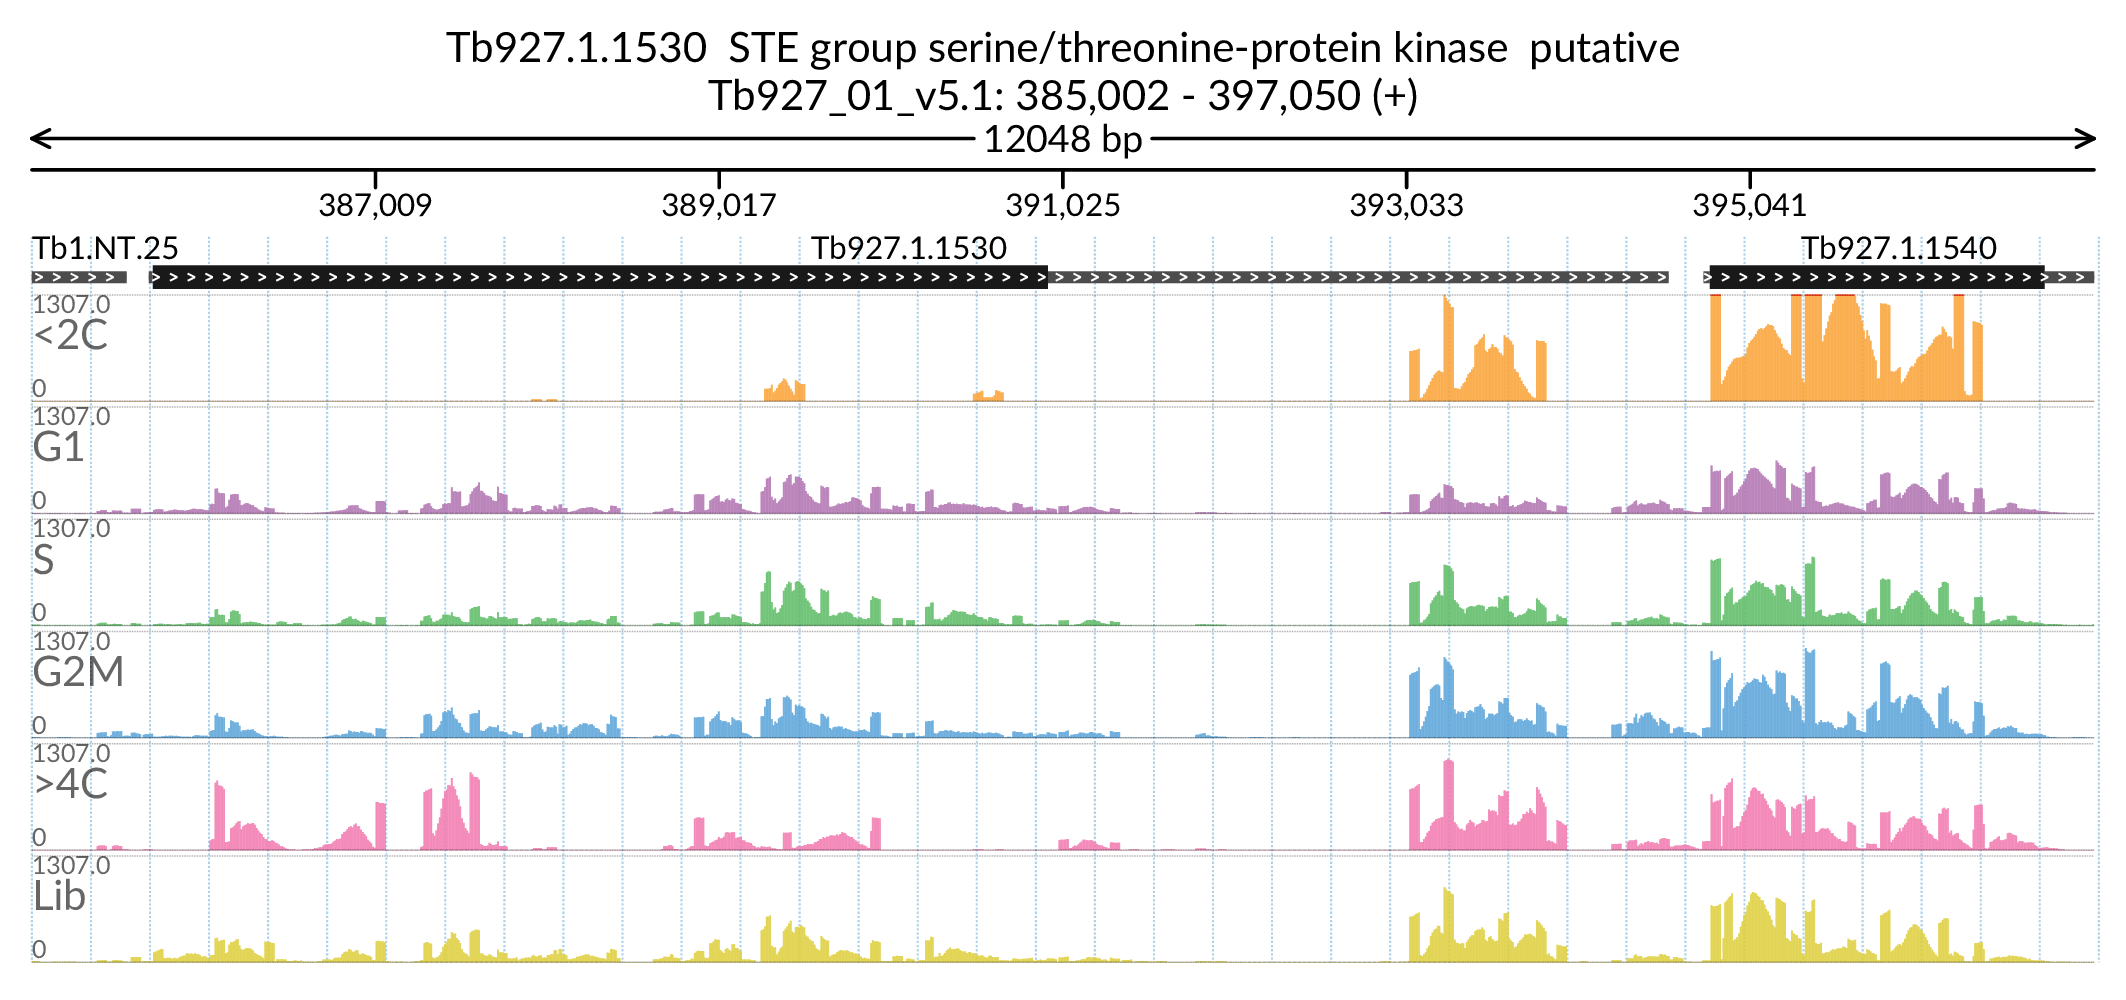 Tb927.1.1530  STE group serine/threonine-protein kinase  putative
Tb927_01_v5.1: 385,002 - 397,050 (+)
12048 bp
387,009 389,017 391,025 393,033 395,041
Tb1.NT.25 Tb927.1.1530 Tb927.1.1540
1307.0
<2C
0
1307.0
G1
0
1307.0
S
0
1307.0
G2M
0
1307.0
>4C
0
1307.0
Lib
0